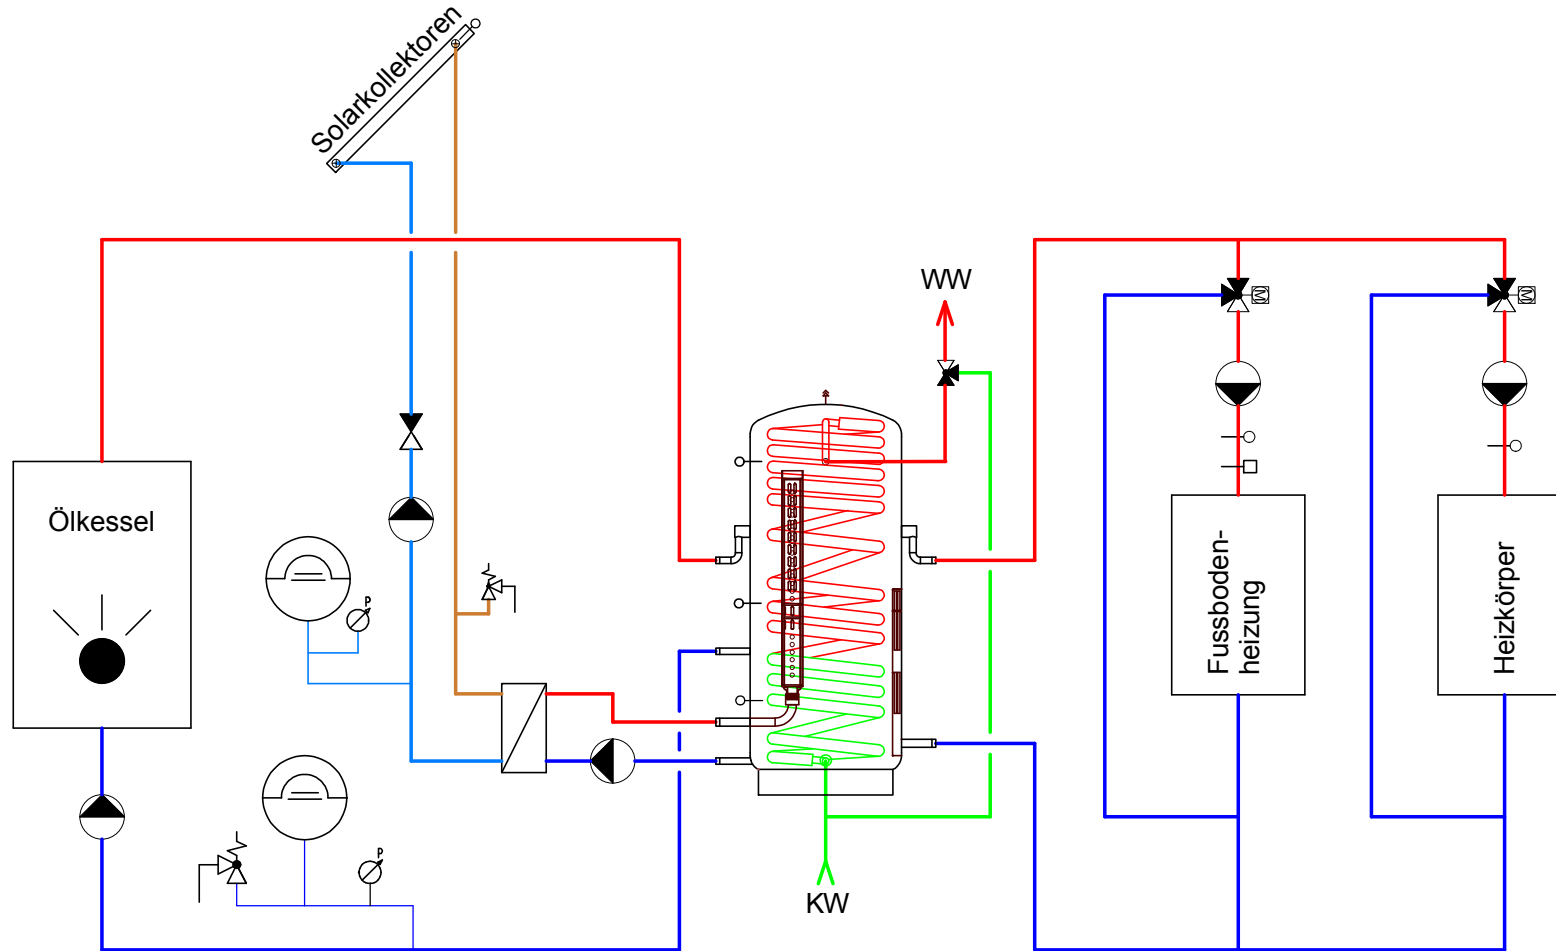 Solarkollektoren
WW
M
M
Ölkessel
P
Fussboden-
heizung
Heizkörper
P
KW